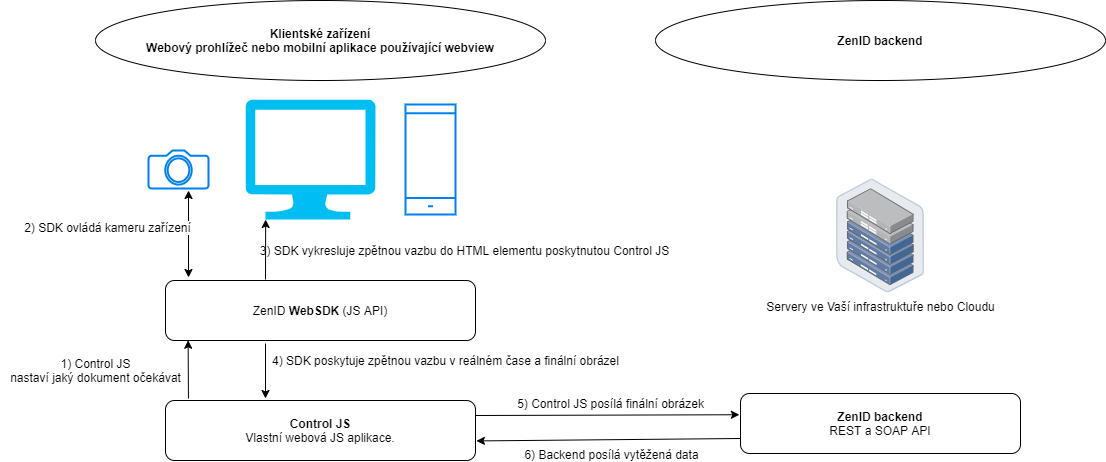 Klientské zařízení
Webový prohlížeč nebo mobilní aplikace používající webview
ZenID backend
2) SDK ovládá kameru zařízení
3) SDK vykresluje zpětnou vazbu do HTML elementu poskytnutou Control JS
ZenID WebSDK (JS API)
Servery ve Vaší infrastruktuře nebo Cloudu
1) Control JS
nastaví jaký dokument očekávat
4) SDK poskytuje zpětnou vazbu v reálném čase a finální obrázel
Control JS
Vlastní webová JS aplikace.
5) Control JS posílá finální obrázek
6) Backend posílá vytěžená data
ZenID backend
REST a SOAP API